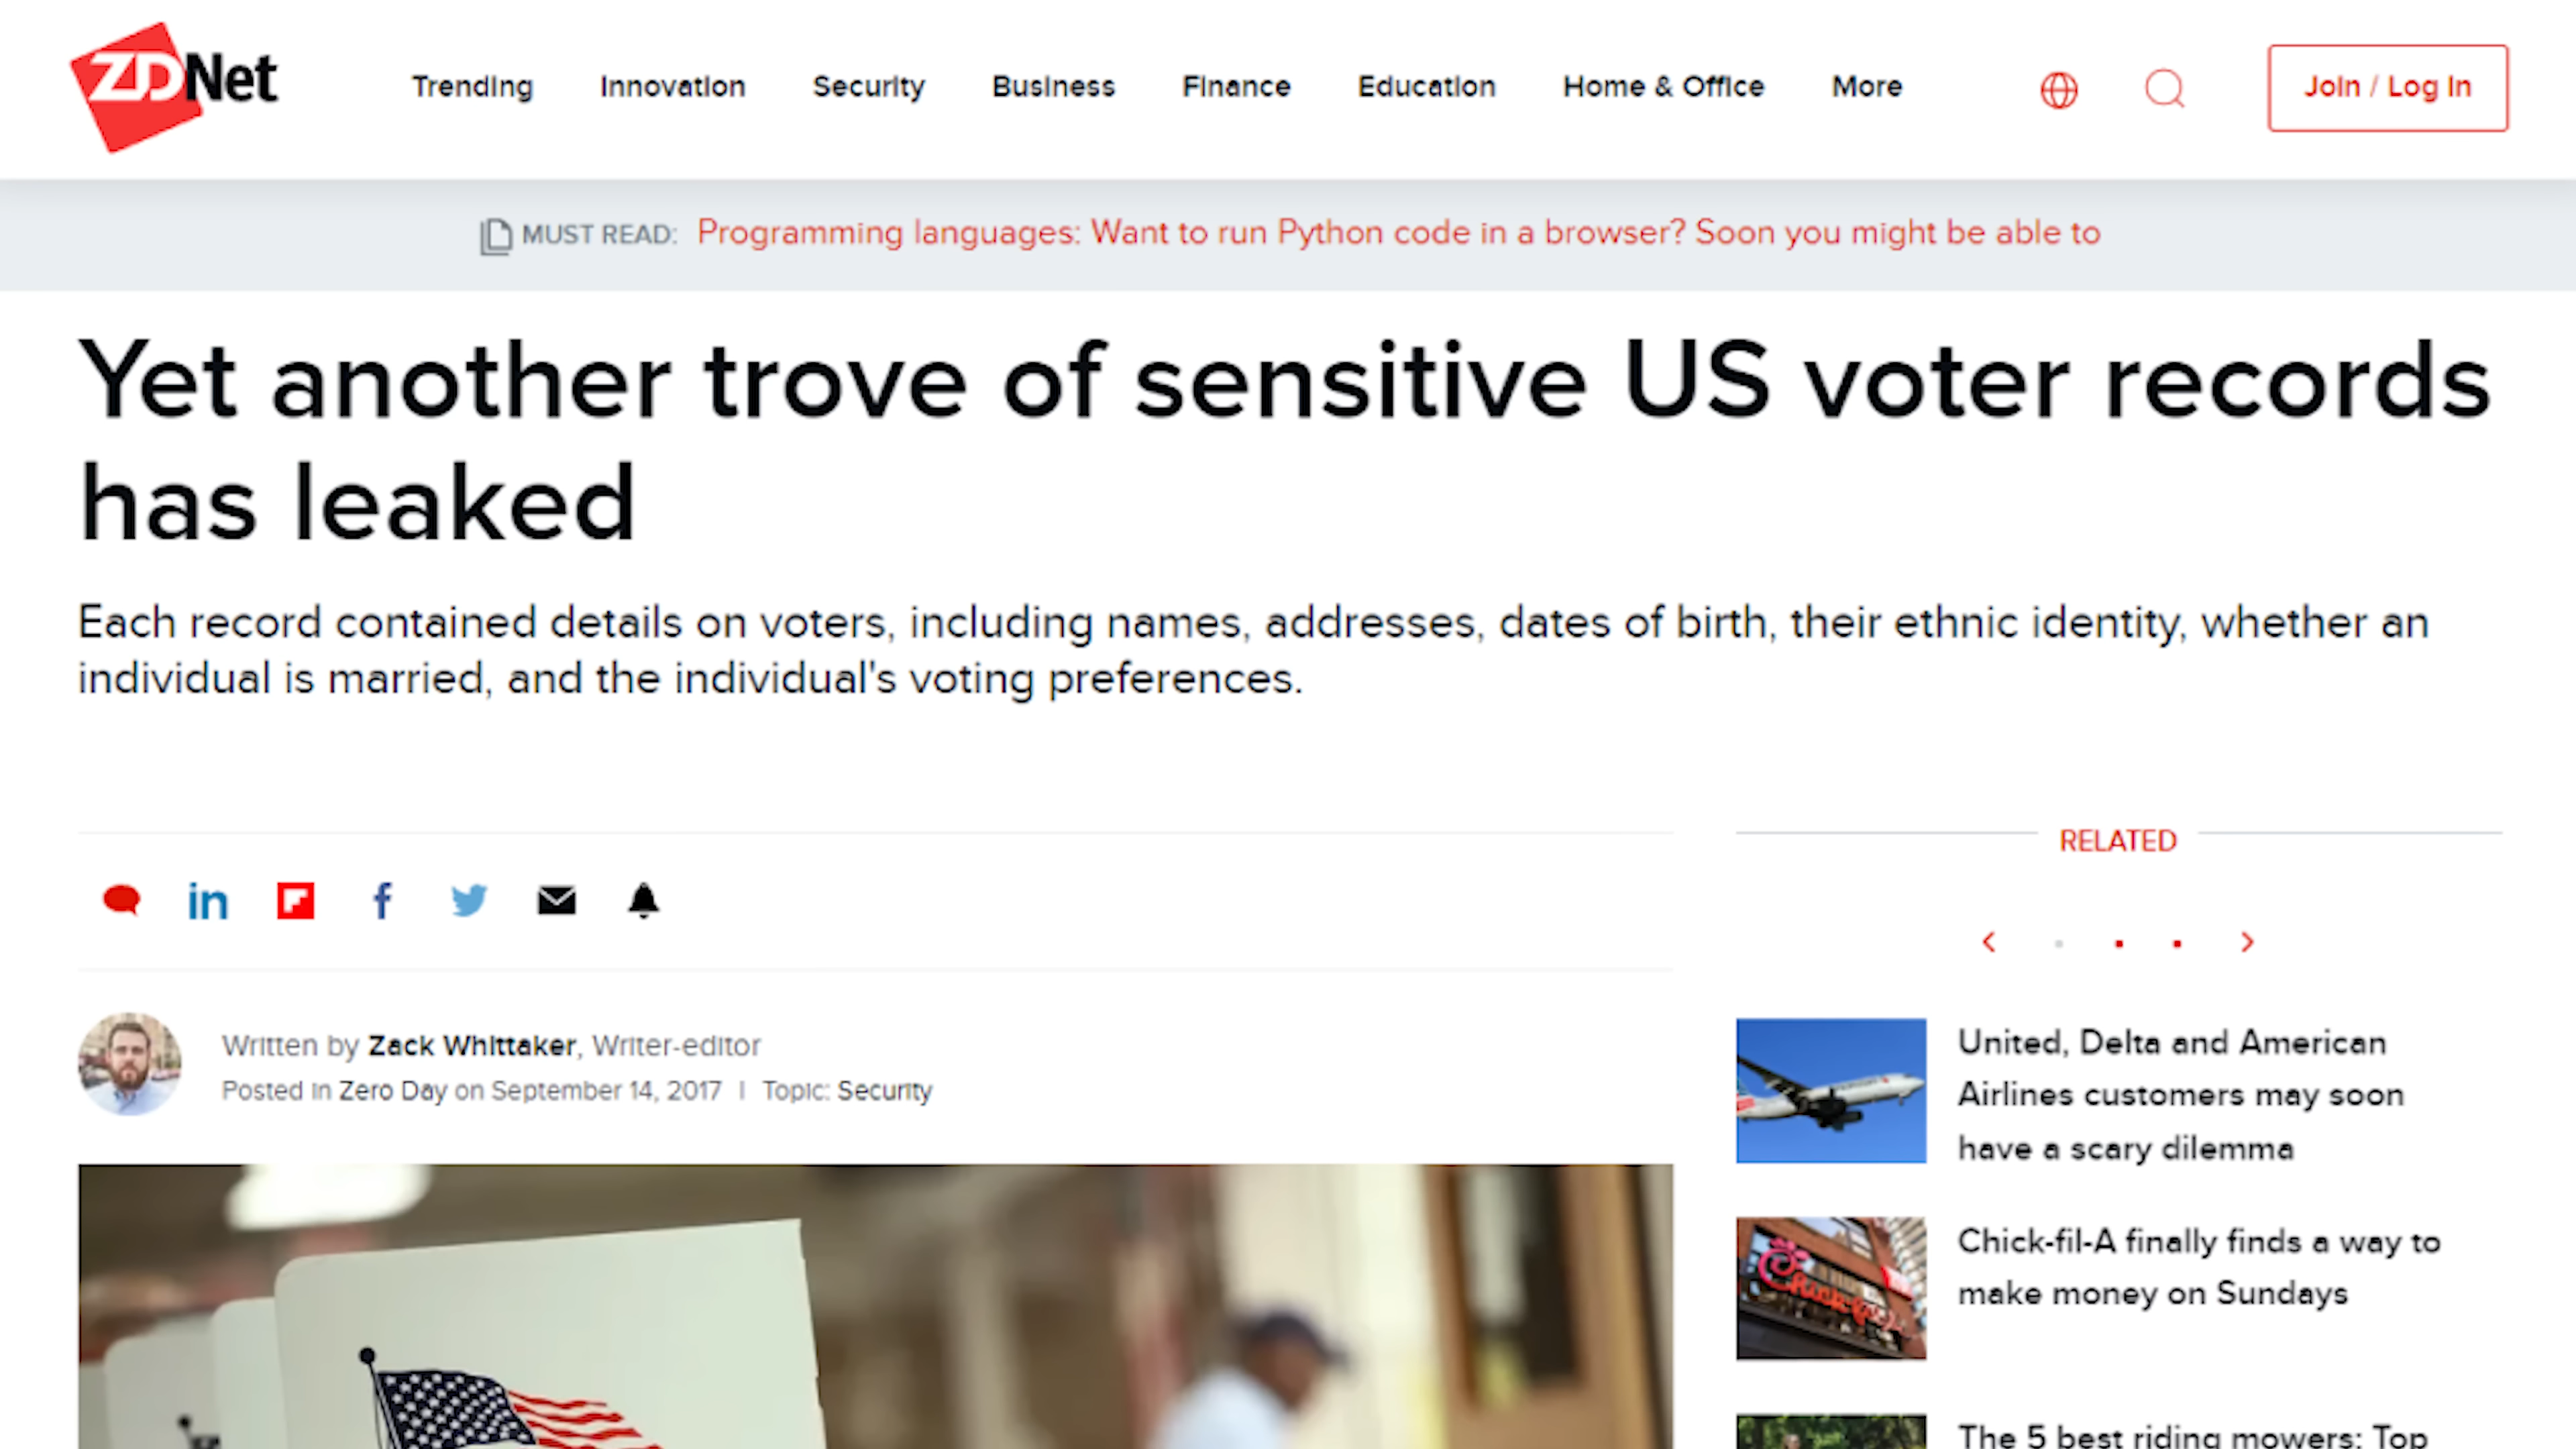 ZDNet
Trending Innovation Security Business Finance Education Home & Office More Join / Log In
MUST READ: Programming languages: Want to run Python code in a browser? Soon you might be able to
Yet another trove of sensitive US voter records
has leaked
Each record contained details on voters, including names, addresses, dates of birth, their ethnic identity, whether an
individual is married, and the individual's voting preferences.
RELATED
in f
Written by Zack Whittaker, Writer-editor
Posted in Zero Day on September 14, 2017 | Topic: Security
United, Delta and American
Airlines customers may soon
have a scary dilemma
Chick-fil-A
Chick-fil-A finally finds a way to
make money on Sundays
The 5 best riding mowers: Top